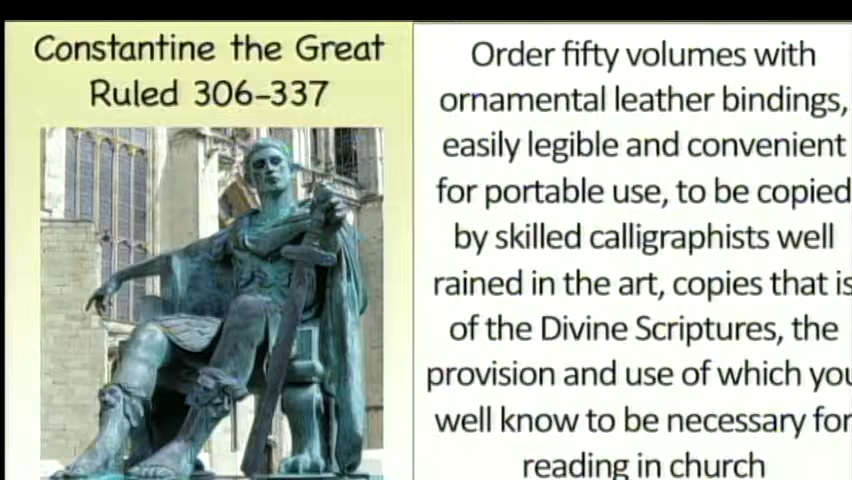 Constantine the Great
Ruled 306-337
Order fifty volumes with
ornamental leather bindings,
easily legible and convenient
for portable use, to be copied
by skilled calligraphists well
rained in the art, copies that is
of the Divine Scriptures, the
provision and use of which you
well know to be necessary for
reading in church